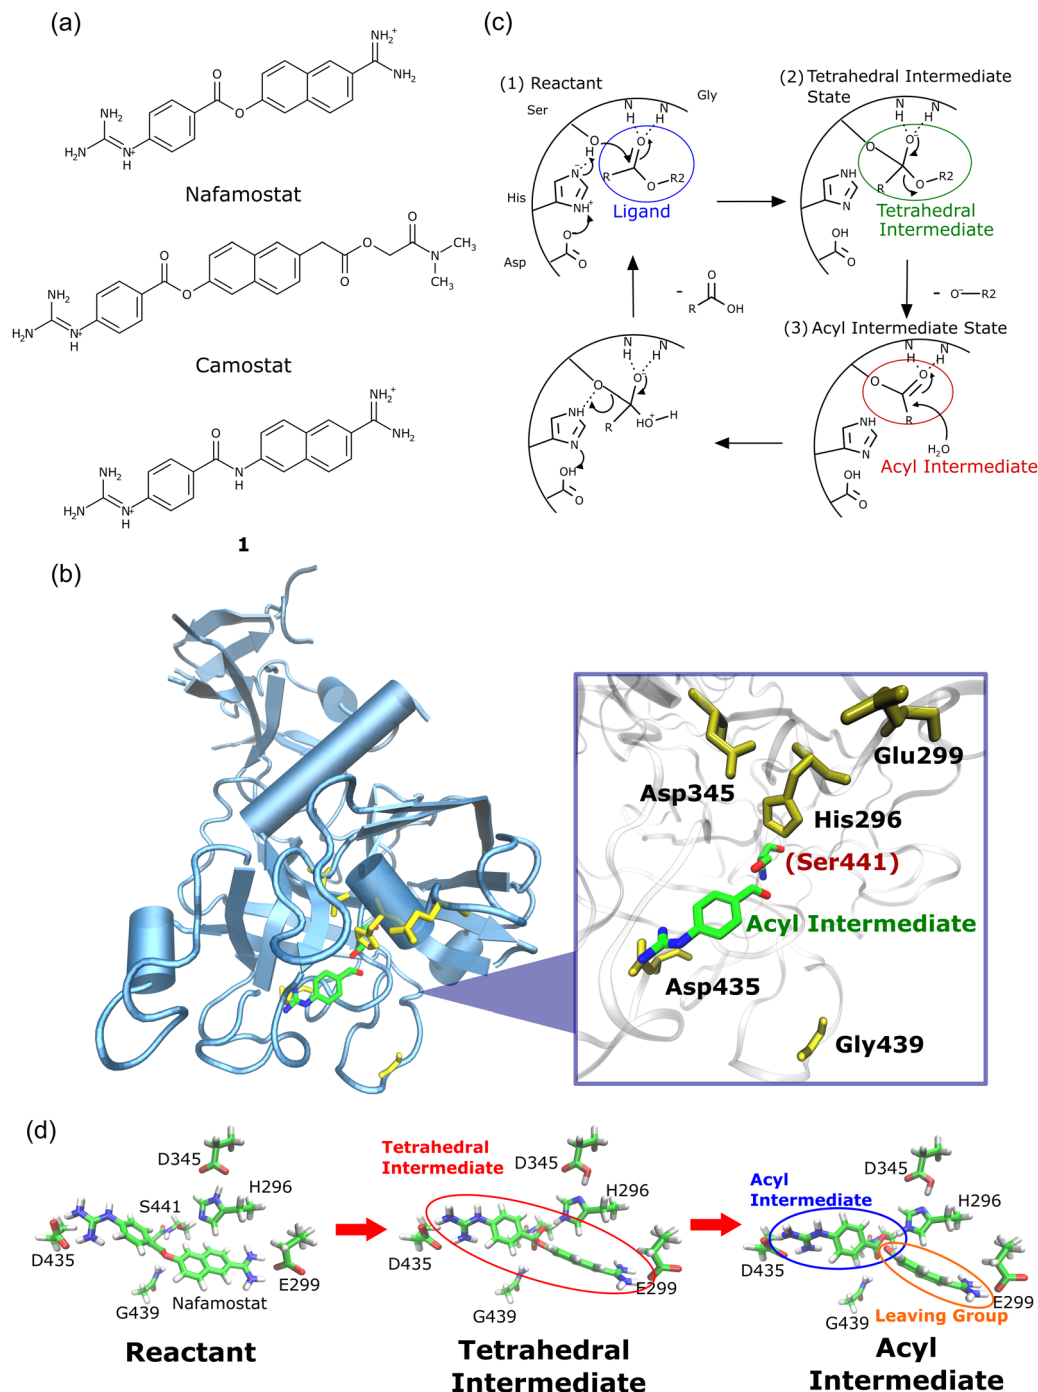 (a)
NH₂⁺
NH₂
O
O
NH₂
H₂N
N⁺
H
Nafamostat
O
O
CH₃
O
N
O
O
CH₃
NH₂
H₂N
N⁺
H
Camostat
NH₂⁺
NH₂
O
N
H
NH₂
H₂N
N⁺
H
1
(c)
(1) Reactant
Ser
Gly
H
N
H
N
O
H
O
N⁻
R
O—R2
His
NH⁺
Ligand
O
O
Asp
(2) Tetrahedral Intermediate
State
H
N
H
N
O
O⁻
R
O—R2
NH
N
Tetrahedral
Intermediate
OH
O
- O⁻—R2
(3) Acyl Intermediate State
H
N
H
N
O
O
R
NH
N
H₂O
Acyl Intermediate
OH
O
- O
R
OH
H
N
H
N
O
O⁻
NH
R
HO⁺—H
N
OH
O
(b)
Glu299
Asp345
His296
(Ser441)
Acyl Intermediate
Asp435
Gly439
(d)
D345
S441
H296
D435
E299
G439
Nafamostat
Reactant
Tetrahedral
Intermediate
D345
H296
D435
E299
G439
Tetrahedral
Intermediate
D345
Acyl
Intermediate
H296
D435
E299
G439
Leaving Group
Acyl
Intermediate